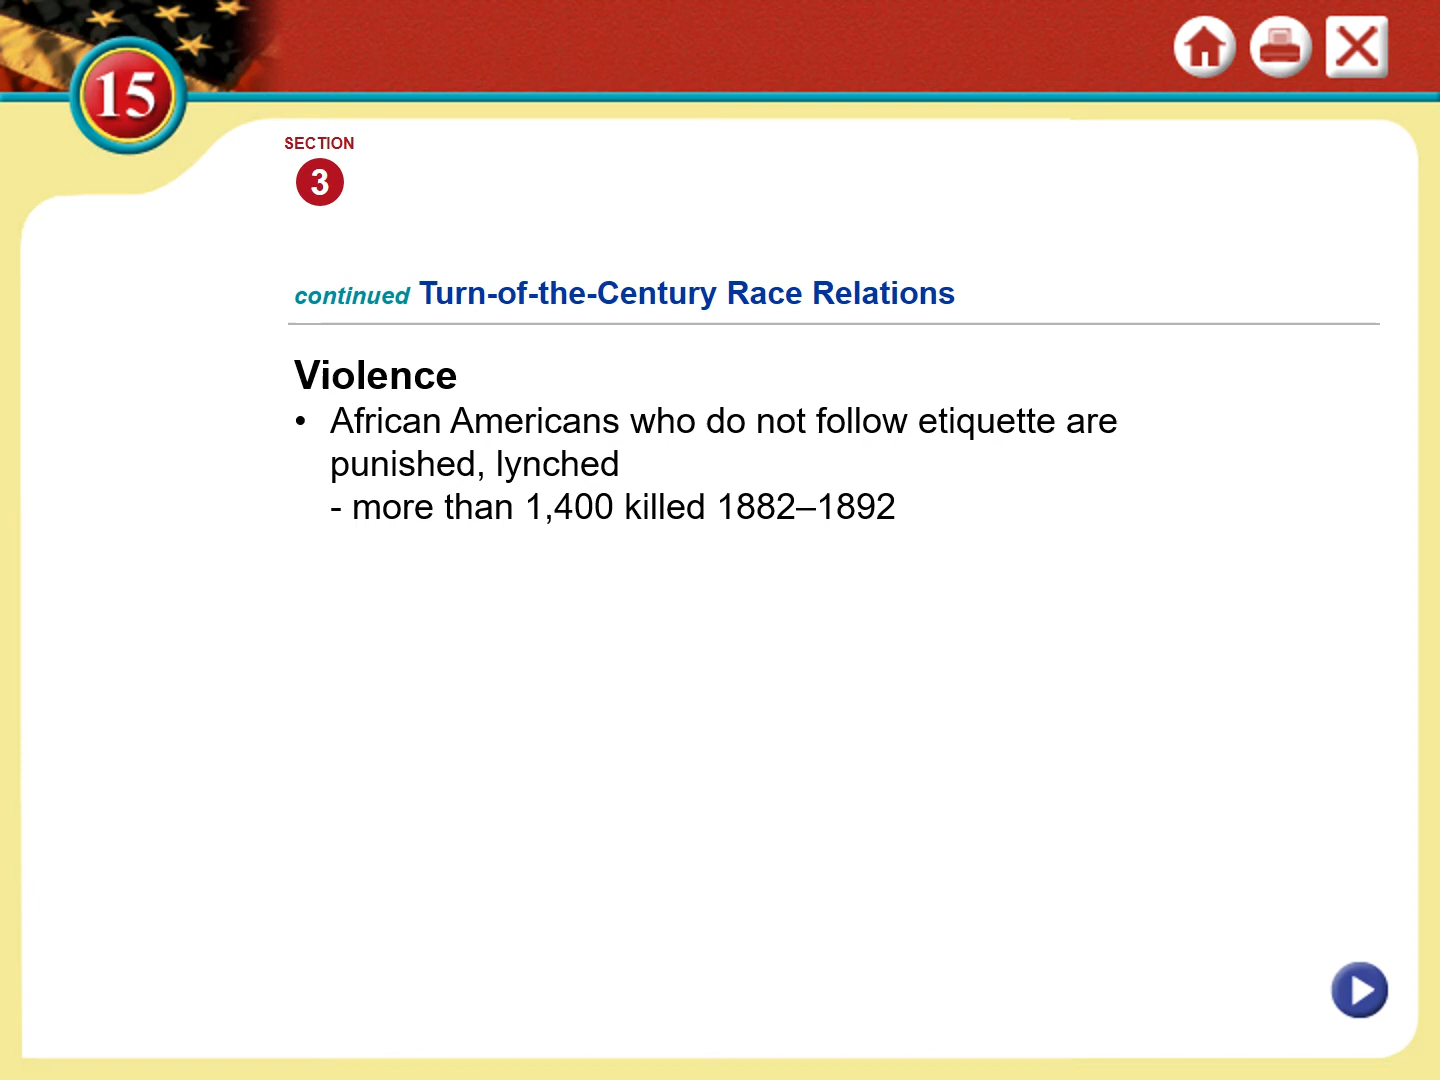 15
SECTION
3
continued Turn-of-the-Century Race Relations
Violence
• African Americans who do not follow etiquette are
punished, lynched
- more than 1,400 killed 1882–1892